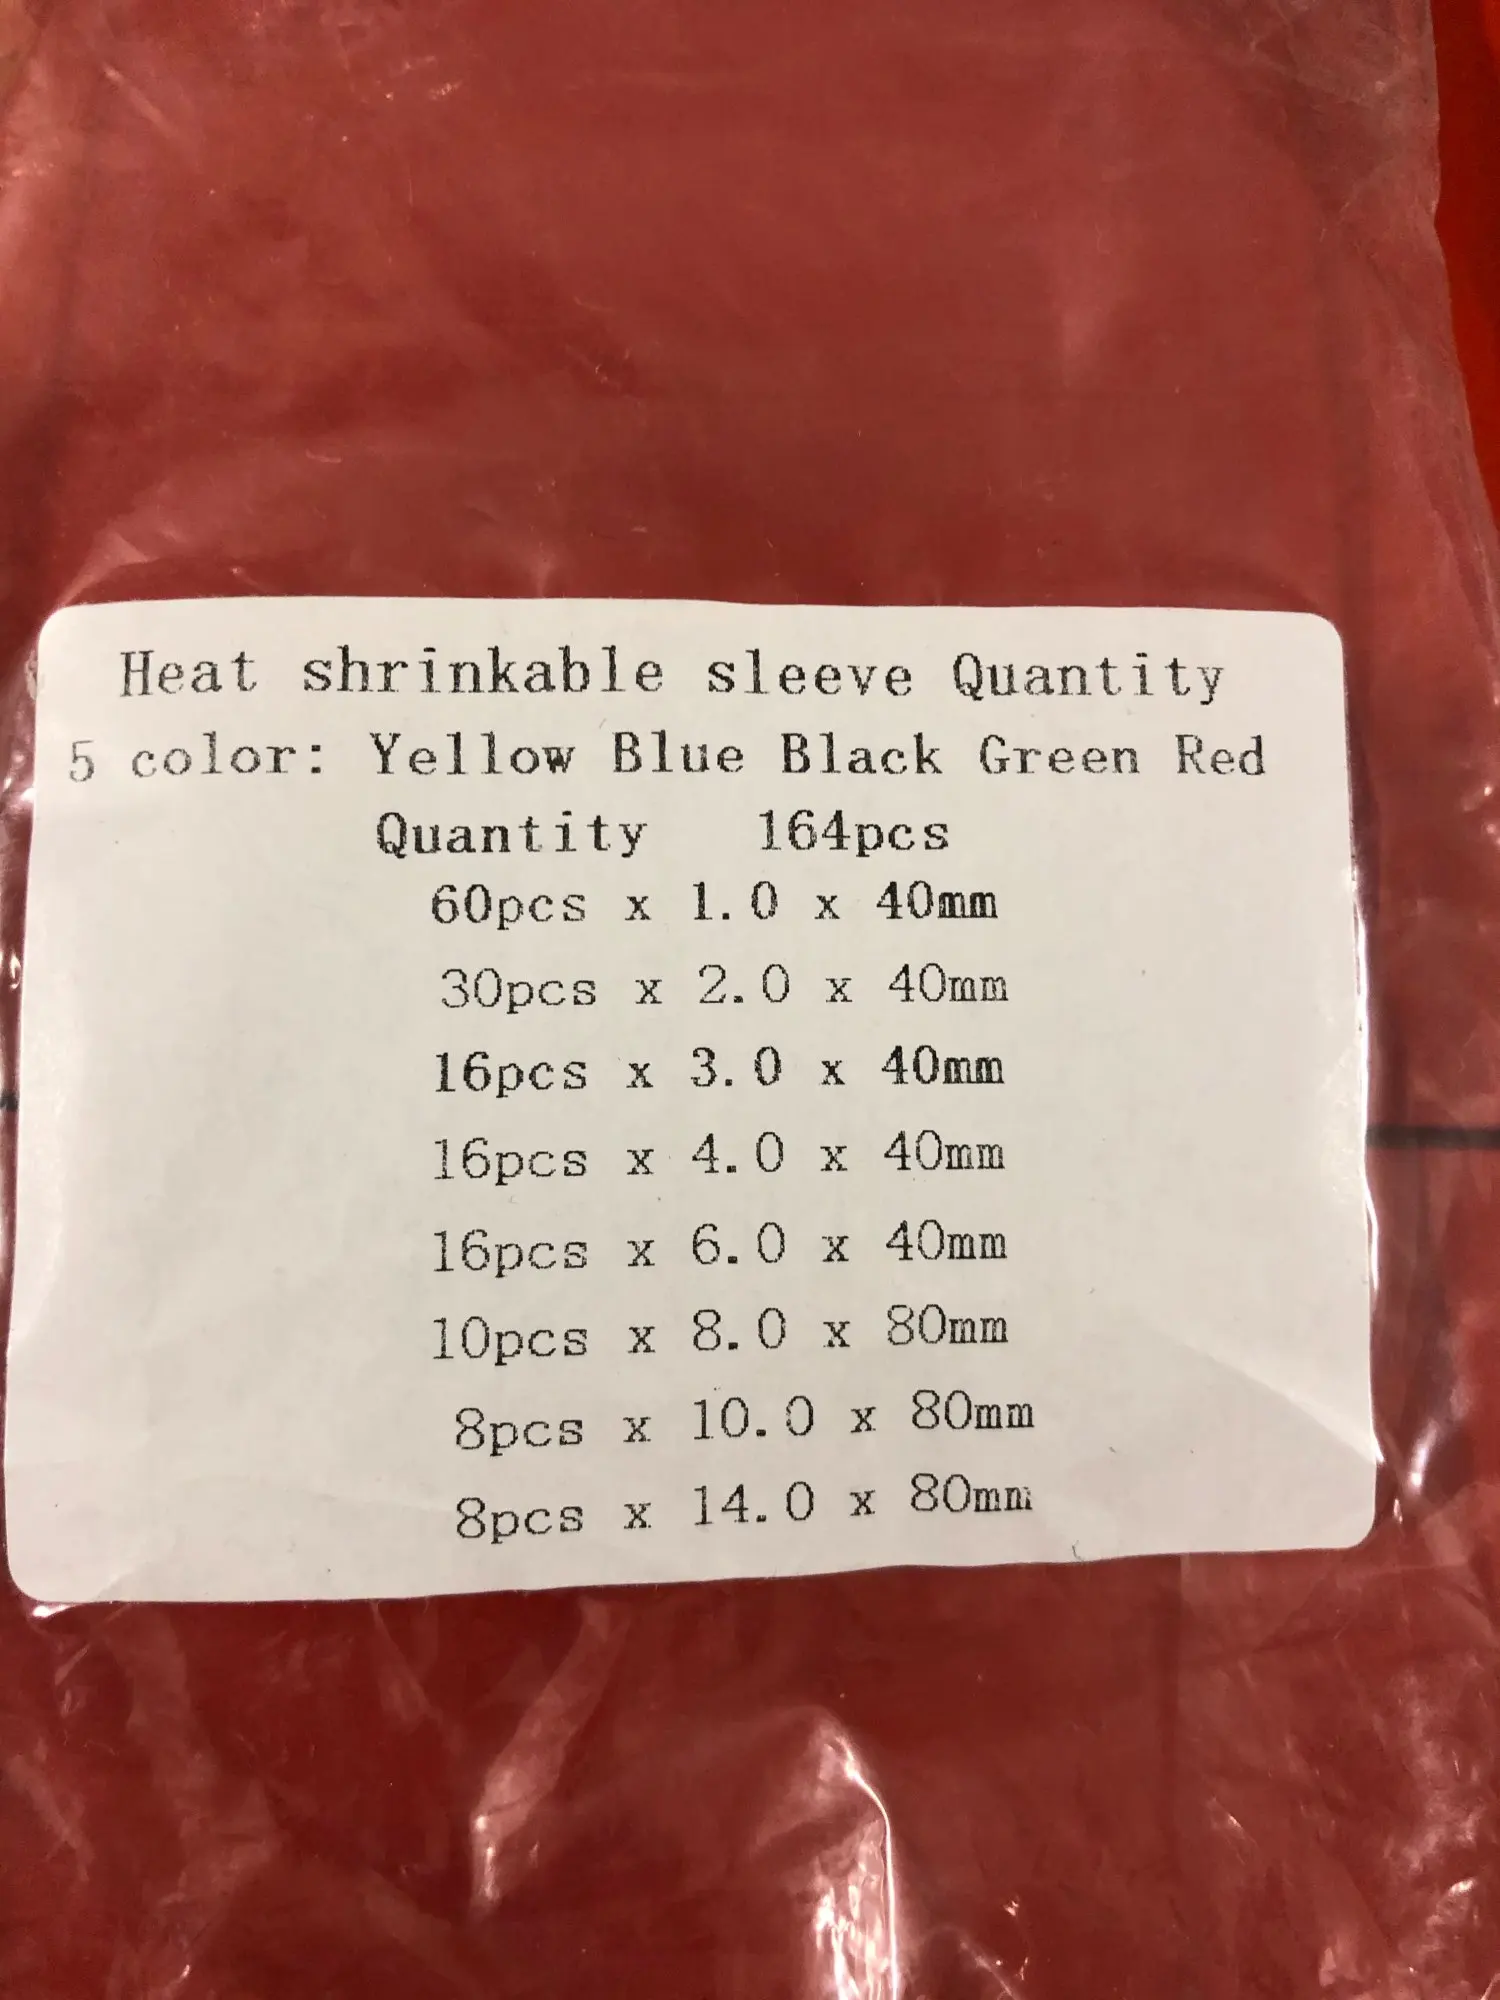 Heat shrinkable sleeve Quantity
5 color: Yellow Blue Black Green Red
Quantity 164pcs
60pcs x 1.0 x 40mm
30pcs x 2.0 x 40mm
16pcs x 3.0 x 40mm
16pcs x 4.0 x 40mm
16pcs x 6.0 x 40mm
10pcs x 8.0 x 80mm
8pcs x 10.0 x 80mm
8pcs x 14.0 x 80mm